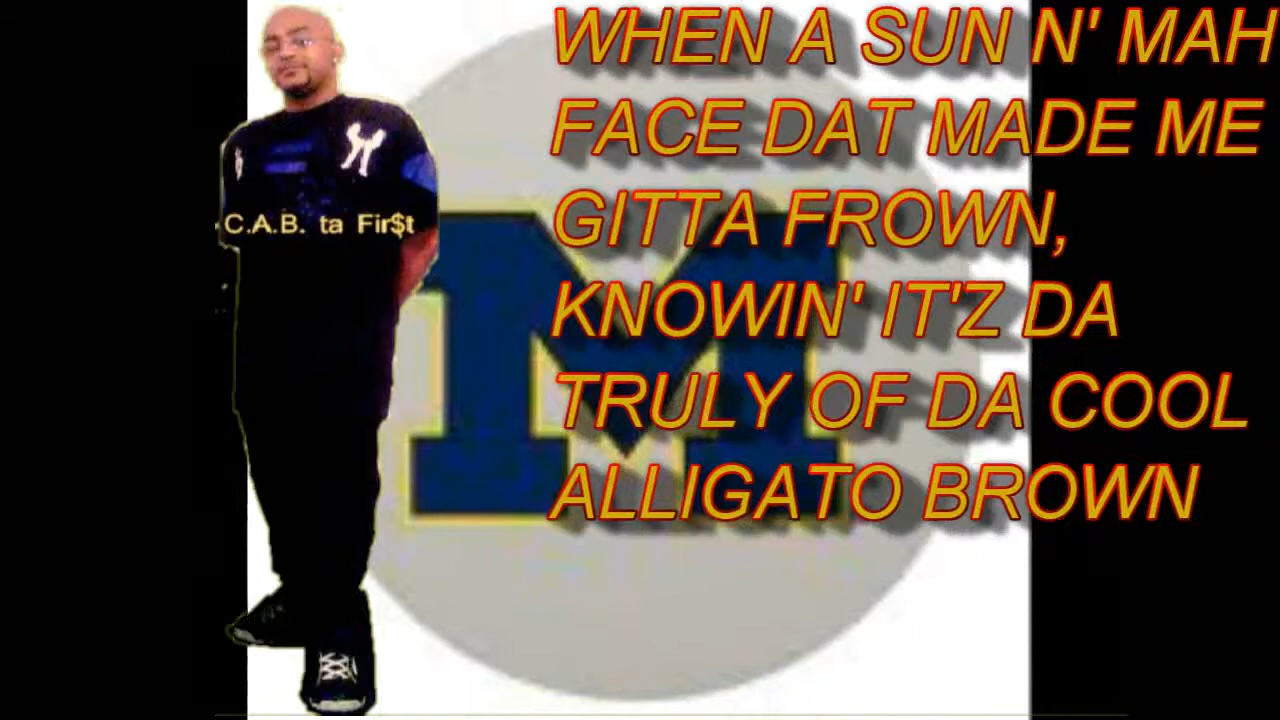 WHEN A SUN N' MAH
FACE DAT MADE ME
GITTA FROWN,
KNOWIN' IT'Z DA
TRULY OF DA COOL
ALLIGATO BROWN
C.A.B. ta Fir$t
M